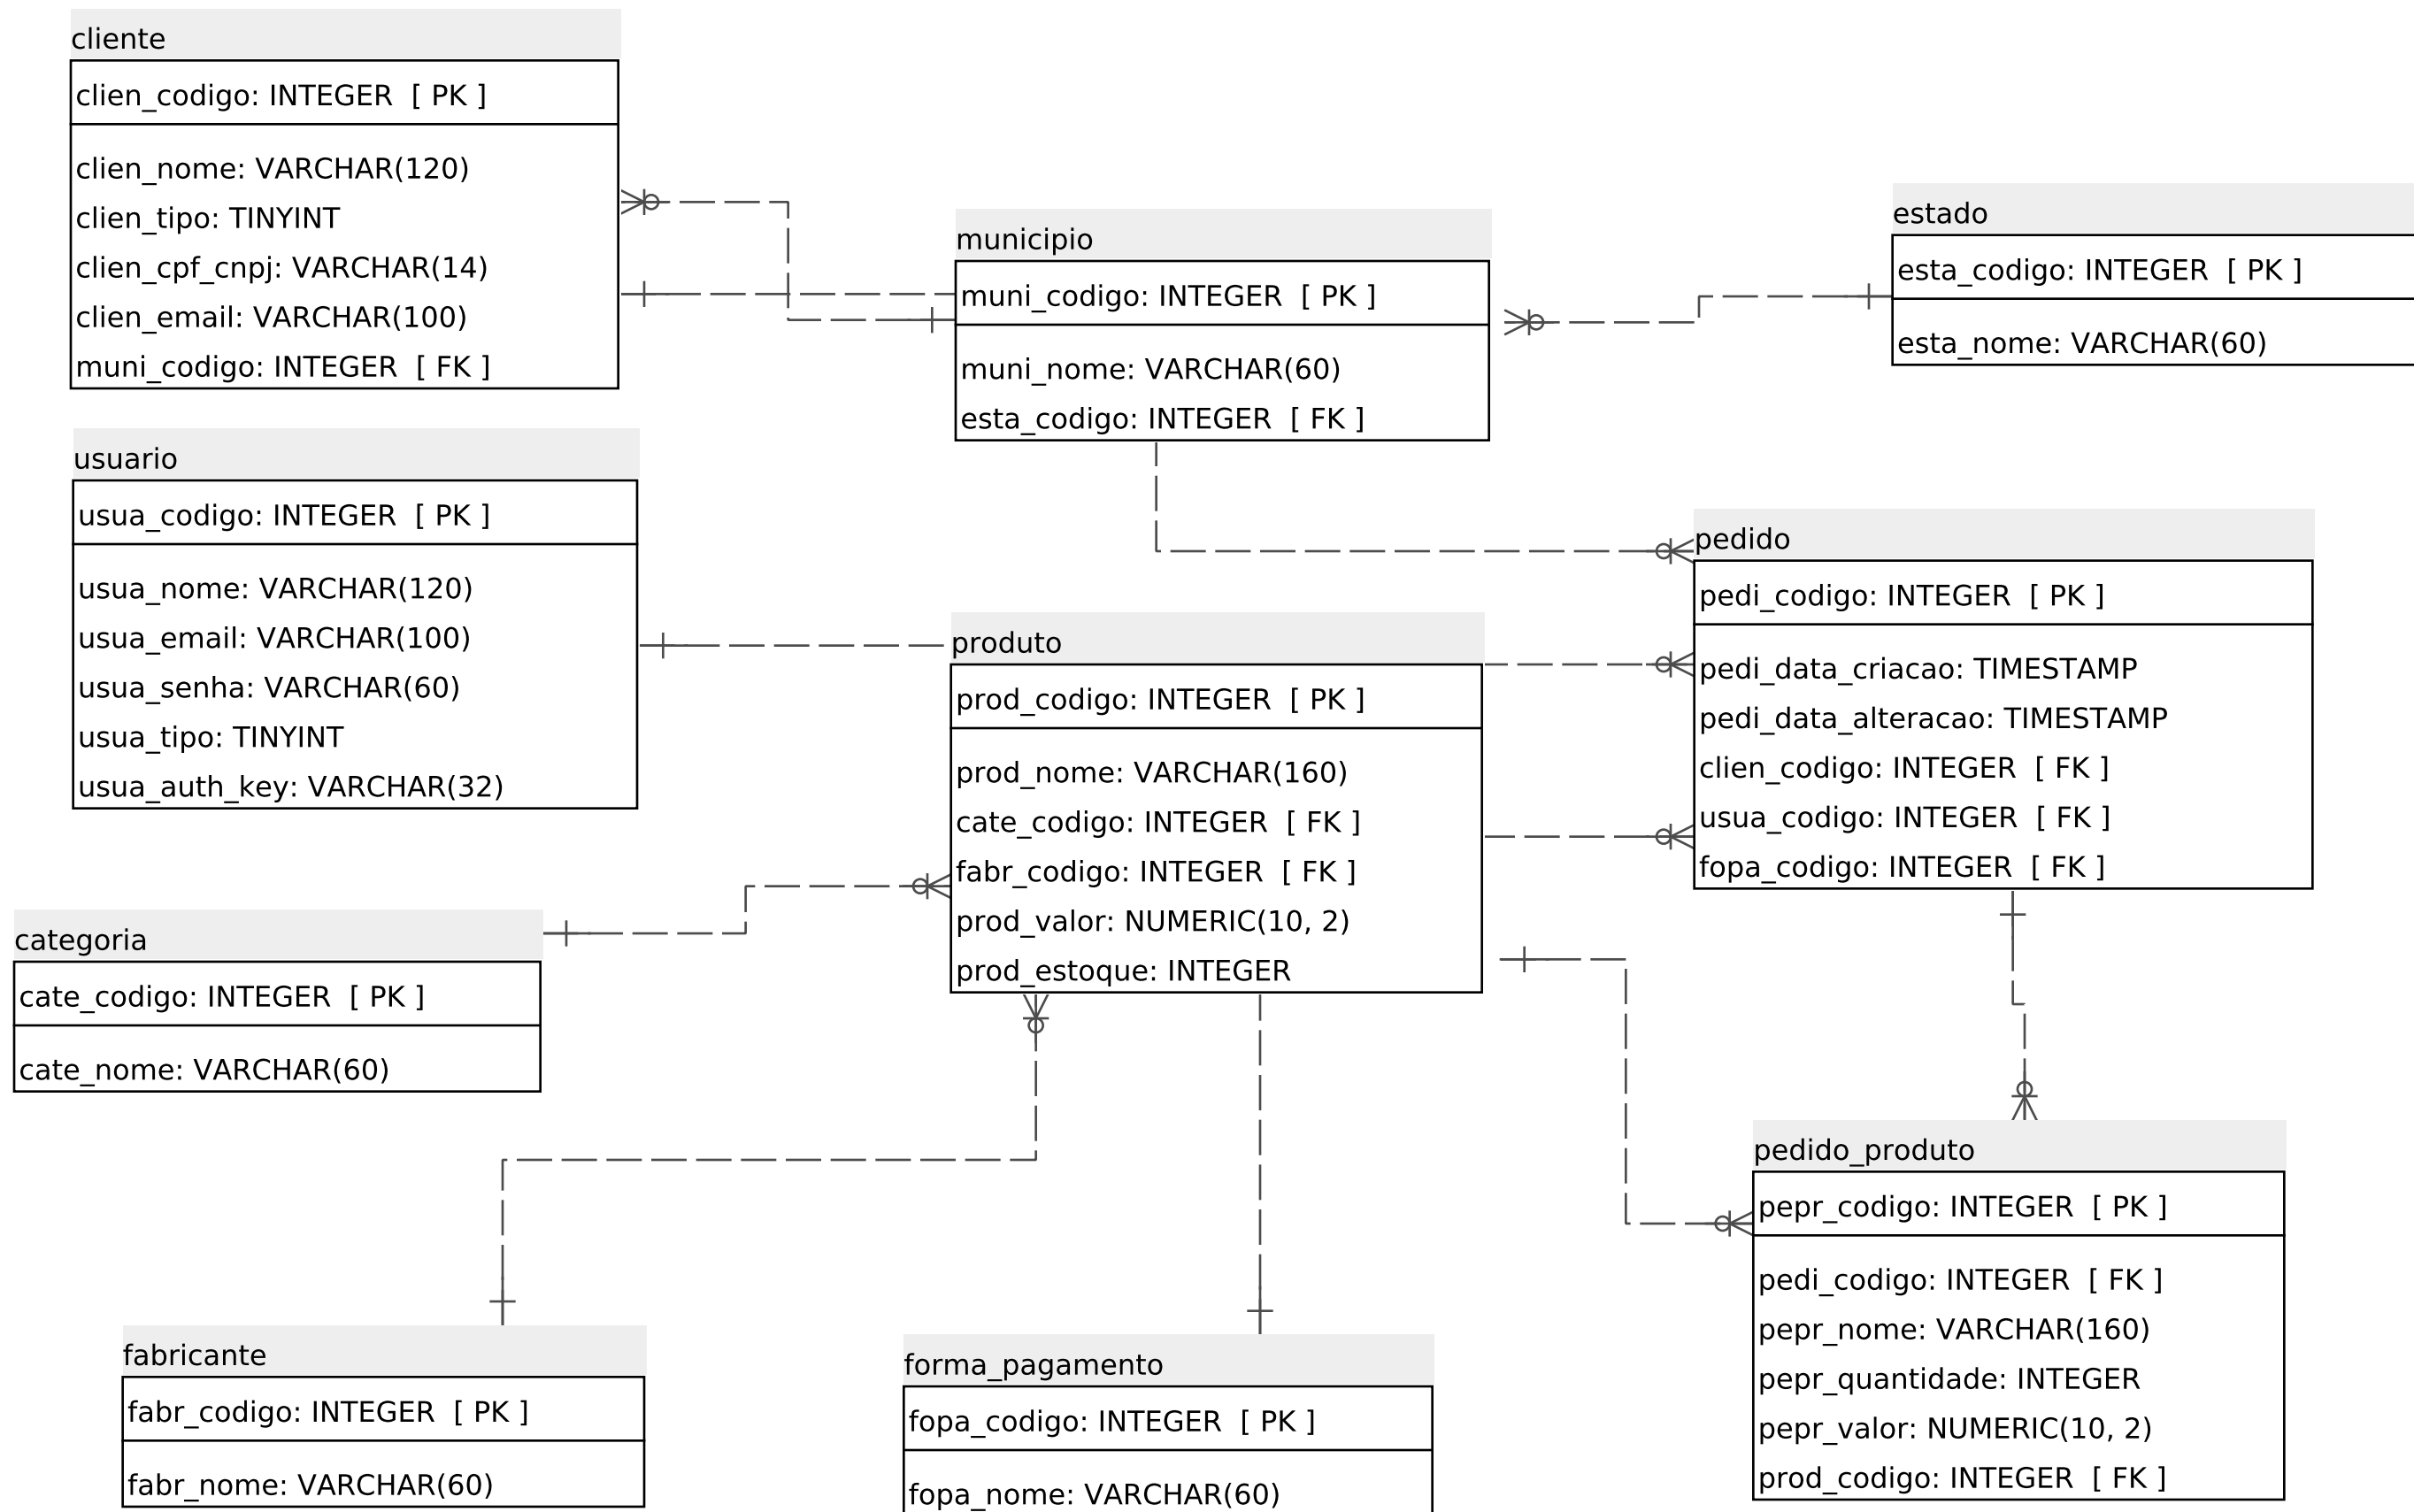 cliente
clien_codigo: INTEGER [ PK ]
clien_nome: VARCHAR(120)
clien_tipo: TINYINT
clien_cpf_cnpj: VARCHAR(14)
clien_email: VARCHAR(100)
muni_codigo: INTEGER [ FK ]
municipio
muni_codigo: INTEGER [ PK ]
muni_nome: VARCHAR(60)
esta_codigo: INTEGER [ FK ]
estado
esta_codigo: INTEGER [ PK ]
esta_nome: VARCHAR(60)
usuario
usua_codigo: INTEGER [ PK ]
usua_nome: VARCHAR(120)
usua_email: VARCHAR(100)
usua_senha: VARCHAR(60)
usua_tipo: TINYINT
usua_auth_key: VARCHAR(32)
produto
prod_codigo: INTEGER [ PK ]
prod_nome: VARCHAR(160)
cate_codigo: INTEGER [ FK ]
fabr_codigo: INTEGER [ FK ]
prod_valor: NUMERIC(10, 2)
prod_estoque: INTEGER
pedido
pedi_codigo: INTEGER [ PK ]
pedi_data_criacao: TIMESTAMP
pedi_data_alteracao: TIMESTAMP
clien_codigo: INTEGER [ FK ]
usua_codigo: INTEGER [ FK ]
fopa_codigo: INTEGER [ FK ]
categoria
cate_codigo: INTEGER [ PK ]
cate_nome: VARCHAR(60)
fabricante
fabr_codigo: INTEGER [ PK ]
fabr_nome: VARCHAR(60)
forma_pagamento
fopa_codigo: INTEGER [ PK ]
fopa_nome: VARCHAR(60)
pedido_produto
pepr_codigo: INTEGER [ PK ]
pedi_codigo: INTEGER [ FK ]
pepr_nome: VARCHAR(160)
pepr_quantidade: INTEGER
pepr_valor: NUMERIC(10, 2)
prod_codigo: INTEGER [ FK ]